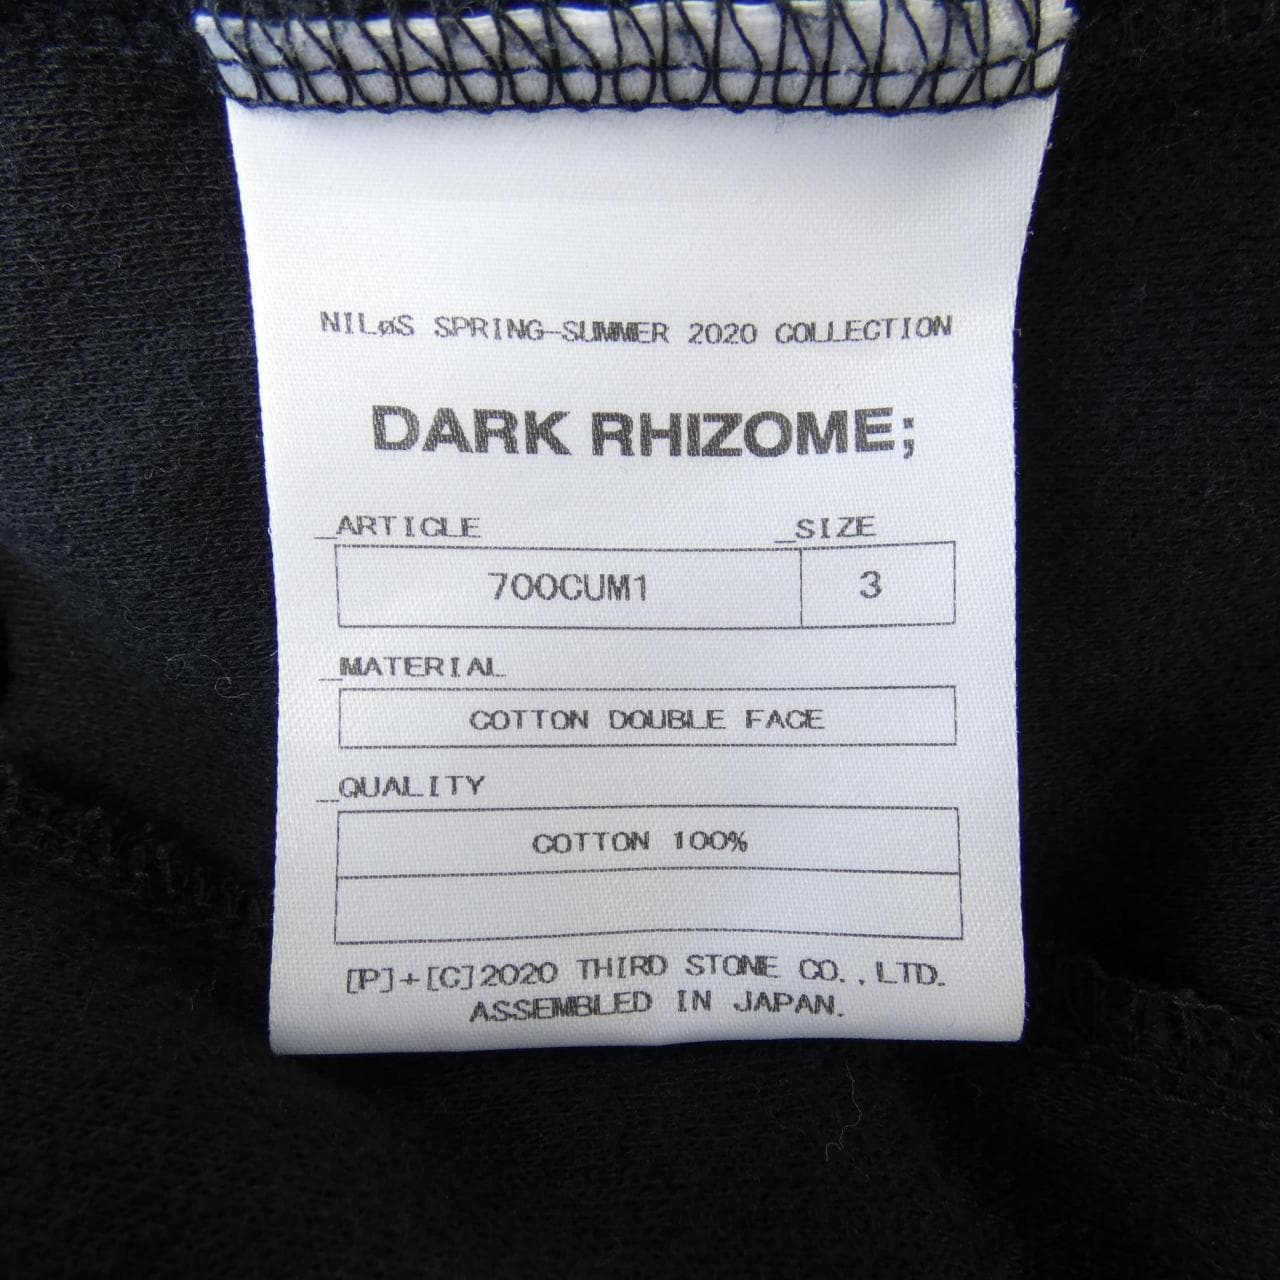 NILøS SPRING-SUMMER 2020 COLLECTION
DARK RHIZOME;
_ARTICLE _SIZE
700CUM1 3
_MATERIAL
COTTON DOUBLE FACE
_QUALITY
COTTON 100%
[P]+[C]2020 THIRD STONE CO.,LTD.
ASSEMBLED IN JAPAN.